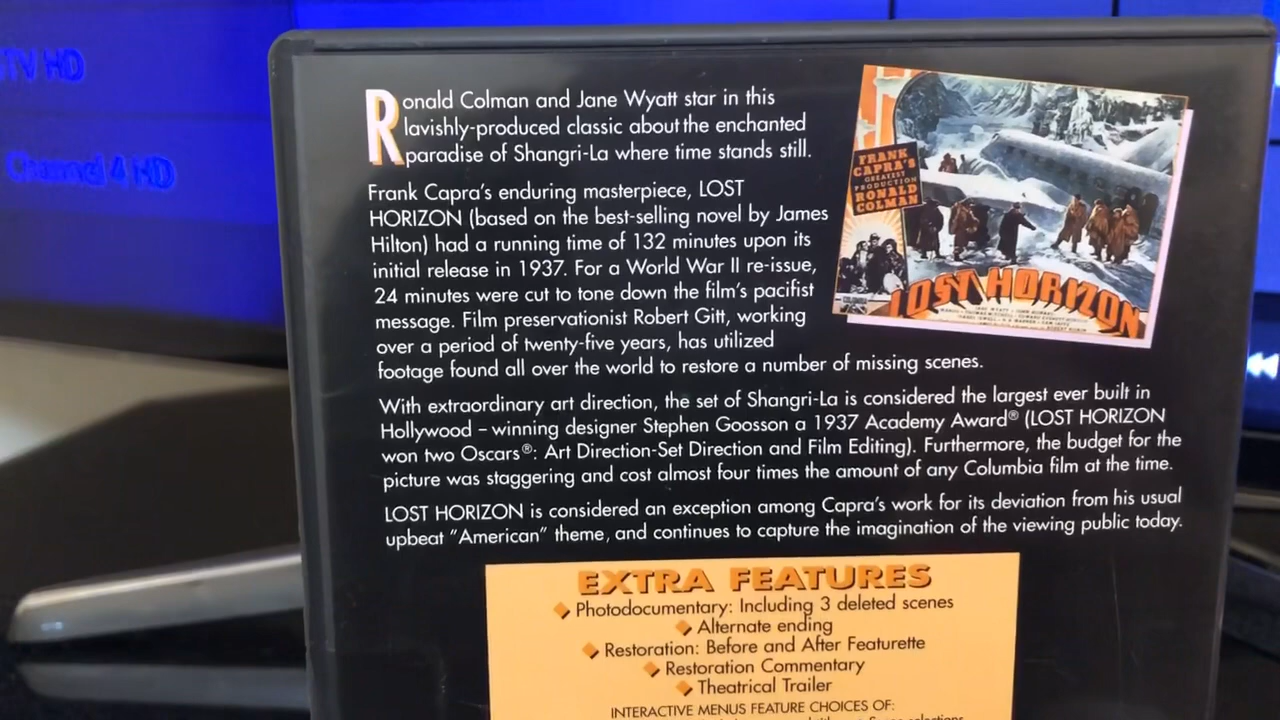 TV HD
Channel 4 HD
Ronald Colman and Jane Wyatt star in this
lavishly-produced classic about the enchanted
paradise of Shangri-La where time stands still.
Frank Capra's enduring masterpiece, LOST
HORIZON (based on the best-selling novel by James
Hilton) had a running time of 132 minutes upon its
initial release in 1937. For a World War II re-issue,
24 minutes were cut to tone down the film's pacifist
message. Film preservationist Robert Gitt, working
over a period of twenty-five years, has utilized
footage found all over the world to restore a number of missing scenes.
With extraordinary art direction, the set of Shangri-La is considered the largest ever built in
Hollywood – winning designer Stephen Goosson a 1937 Academy Award® (LOST HORIZON
won two Oscars®: Art Direction-Set Direction and Film Editing). Furthermore, the budget for the
picture was staggering and cost almost four times the amount of any Columbia film at the time.
LOST HORIZON is considered an exception among Capra's work for its deviation from his usual
upbeat "American" theme, and continues to capture the imagination of the viewing public today.
FRANK
CAPRA'S
GREATEST
PRODUCTION
RONALD
COLMAN
LOST HORIZON
JANE WYATT
EXTRA FEATURES
Photodocumentary: Including 3 deleted scenes
Alternate ending
Restoration: Before and After Featurette
Restoration Commentary
Theatrical Trailer
INTERACTIVE MENUS FEATURE CHOICES OF: